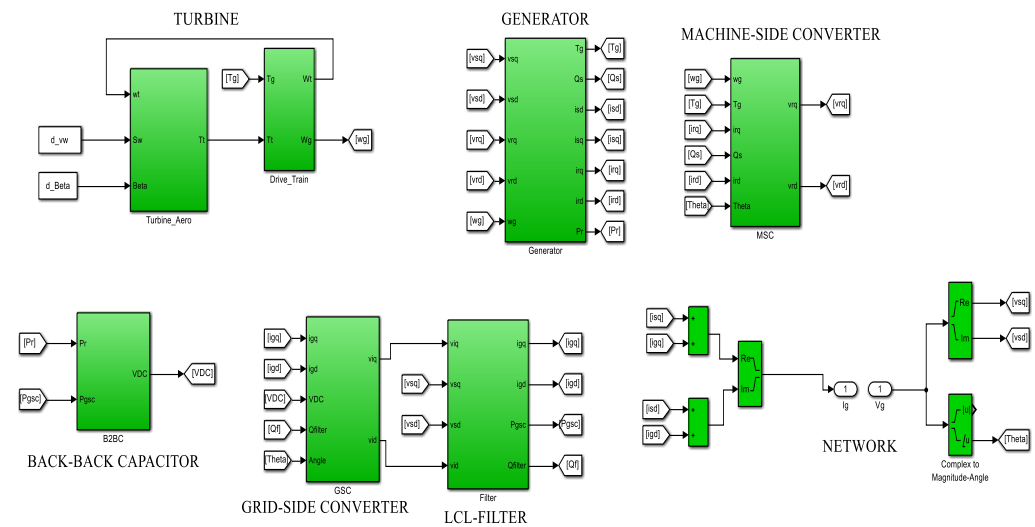 TURBINE
wt
d_vw
Sw
Tt
d_Beta
Beta
Turbine_Aero
[Tg]
Tg
Wt
Tt
Wg
[wg]
Drive_Train
GENERATOR
[vsq]
vsq
[vsd]
vsd
[vrq]
vrq
[vrd]
vrd
[wg]
wg
Tg
[Tg]
Qs
[Qs]
isd
[isd]
isq
[isq]
irq
[irq]
ird
[ird]
Pr
[Pr]
Generator
MACHINE-SIDE CONVERTER
[wg]
wg
[Tg]
Tg
[irq]
irq
[Qs]
Qs
[ird]
ird
[Theta]
Theta
vrq
[vrq]
vrd
[vrd]
MSC
[Pr]
Pr
[Pgsc]
Pgsc
VDC
[VDC]
B2BC
BACK-BACK CAPACITOR
[igq]
igq
[igd]
igd
[VDC]
VDC
[Qf]
Qfilter
[Theta]
Angle
viq
vid
GSC
GRID-SIDE CONVERTER
viq
[vsq]
vsq
[vsd]
vsd
vid
igq
[igq]
igd
[igd]
Pgsc
[Pgsc]
Qfilter
[Qf]
Filter
LCL-FILTER
[isq]
+
[igq]
+
[isd]
+
[igd]
+
Re
Im
1
Ig
1
Vg
Re
[vsq]
Im
[vsd]
|u|
∠u
[Theta]
Complex to
Magnitude-Angle
NETWORK